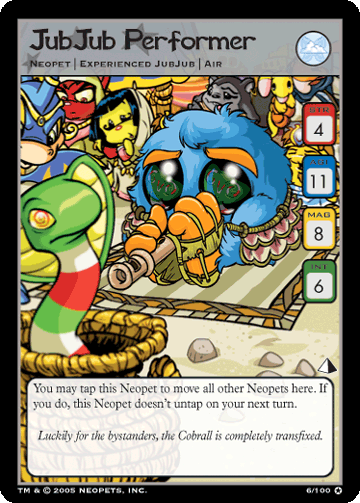 JubJub Performer
Neopet | Experienced JubJub | Air
STR
4
AGI
11
MAG
8
INT
6
You may tap this Neopet to move all other Neopets here. If
you do, this Neopet doesn't untap on your next turn.
Luckily for the bystanders, the Cobrall is completely transfixed.
TM & © 2005 NEOPETS, INC.
6/100